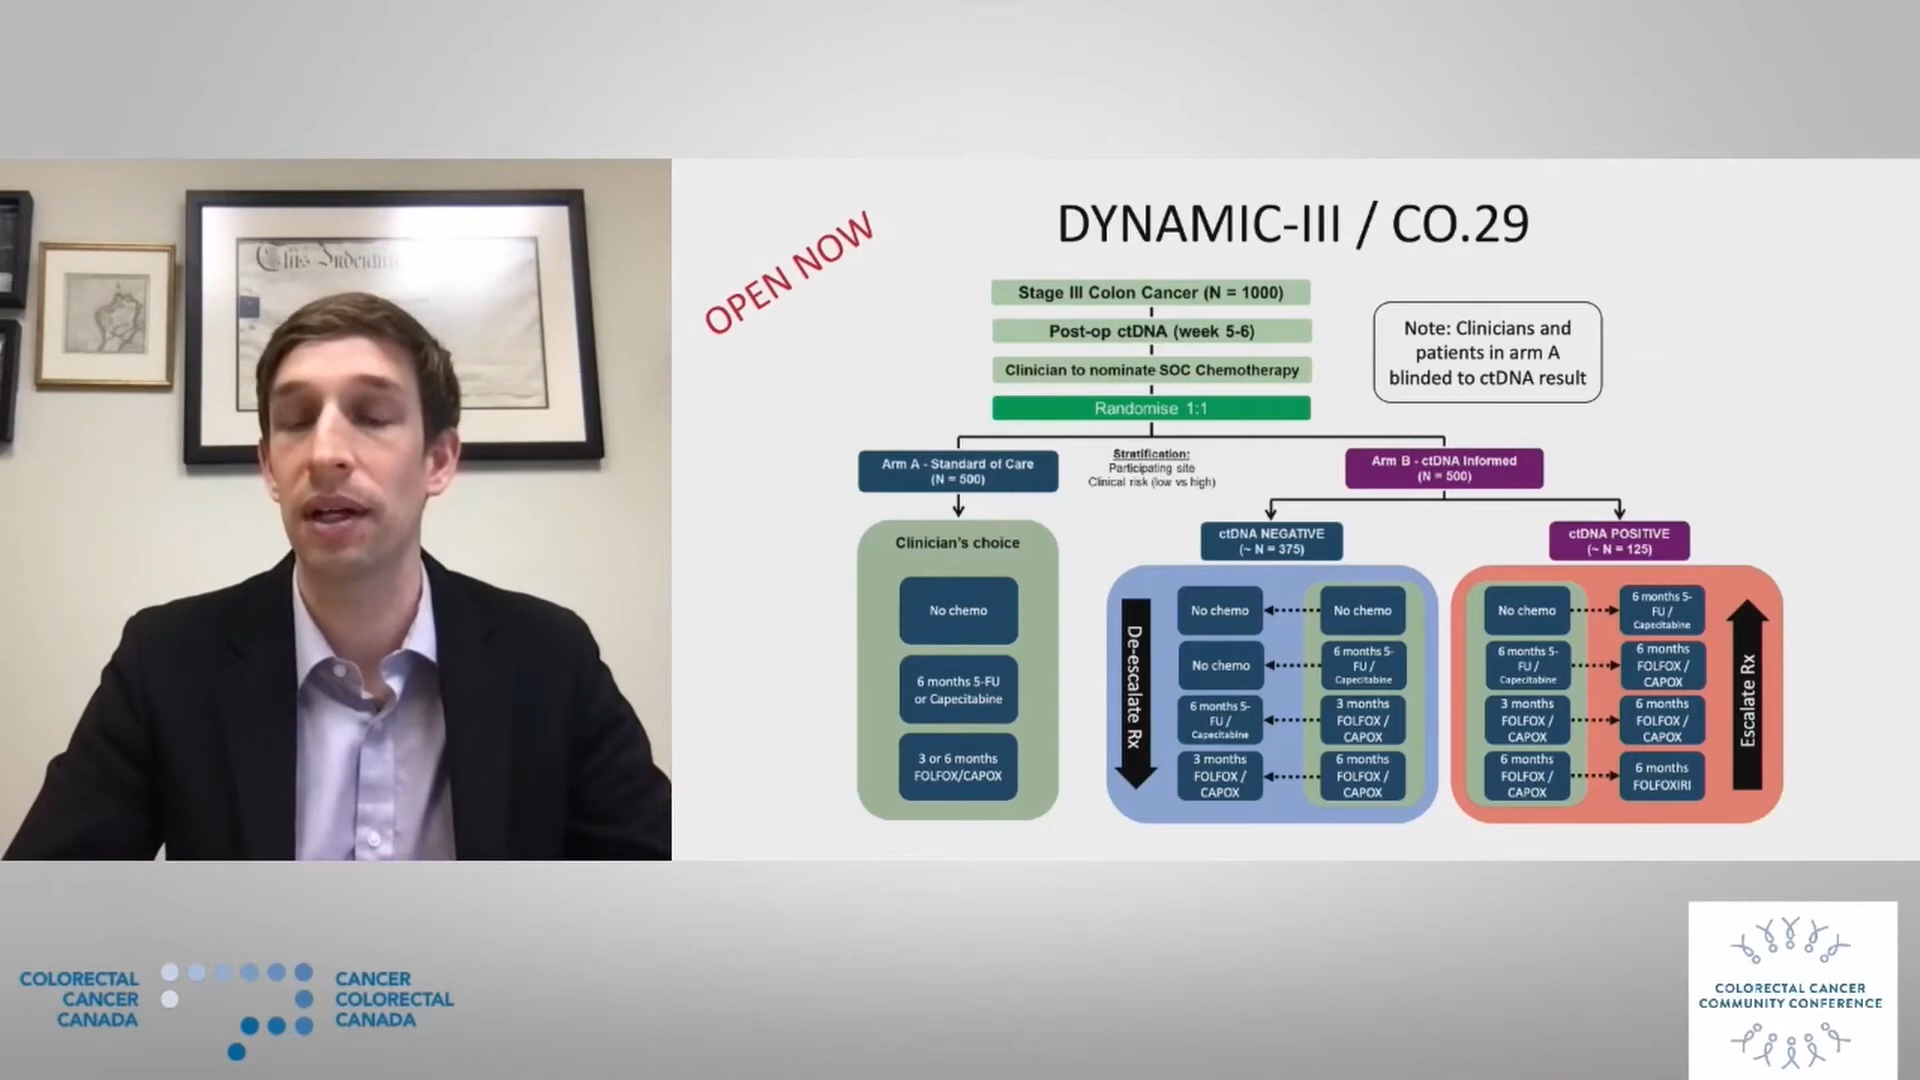 OPEN NOW
DYNAMIC-III / CO.29
Stage III Colon Cancer (N = 1000)
Post-op ctDNA (week 5-6)
Clinician to nominate SOC Chemotherapy
Randomise 1:1
Note: Clinicians and
patients in arm A
blinded to ctDNA result
Arm A - Standard of Care
(N = 500)
Stratification:
Participating site
Clinical risk (low vs high)
Arm B - ctDNA Informed
(N = 500)
Clinician's choice
No chemo
6 months 5-FU
or Capecitabine
3 or 6 months
FOLFOX/CAPOX
ctDNA NEGATIVE
(~ N = 375)
De-escalate Rx
No chemo
No chemo
No chemo
6 months 5-
FU /
Capecitabine
6 months 5-
FU /
Capecitabine
3 months
FOLFOX /
CAPOX
3 months
FOLFOX /
CAPOX
6 months
FOLFOX /
CAPOX
ctDNA POSITIVE
(~ N = 125)
No chemo
6 months 5-
FU /
Capecitabine
6 months 5-
FU /
Capecitabine
6 months
FOLFOX /
CAPOX
3 months
FOLFOX /
CAPOX
6 months
FOLFOX /
CAPOX
6 months
FOLFOX /
CAPOX
6 months
FOLFOXIRI
Escalate Rx
COLORECTAL
CANCER
CANADA
CANCER
COLORECTAL
CANADA
COLORECTAL CANCER
COMMUNITY CONFERENCE